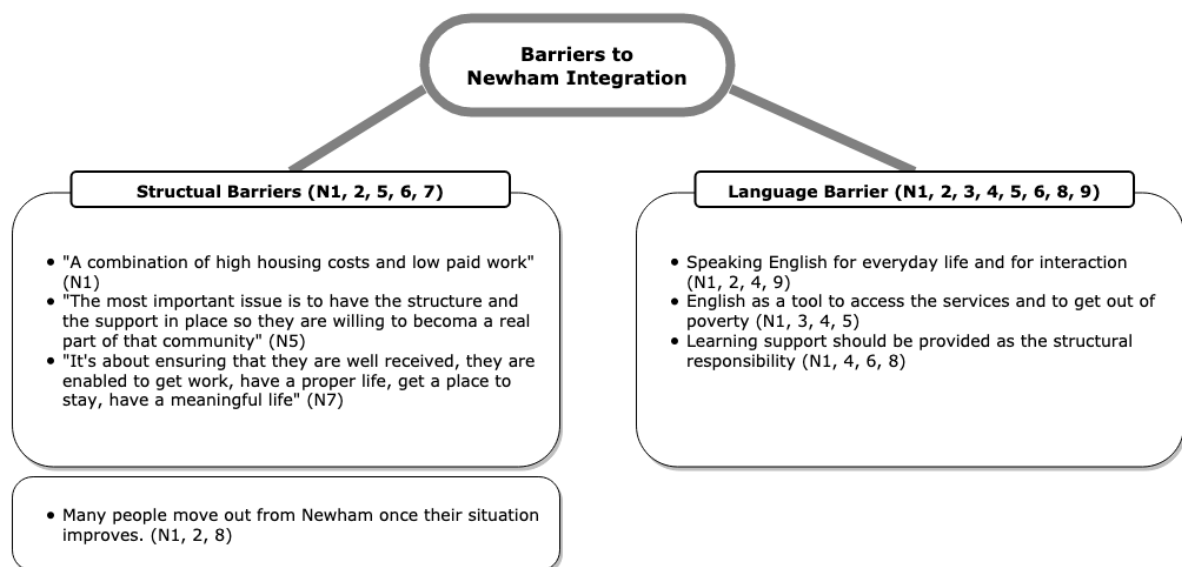 Barriers to
Newham Integration
Structual Barriers (N1, 2, 5, 6, 7)
• "A combination of high housing costs and low paid work"
(N1)
• "The most important issue is to have the structure and
the support in place so they are willing to becoma a real
part of that community" (N5)
• "It's about ensuring that they are well received, they are
enabled to get work, have a proper life, get a place to
stay, have a meaningful life" (N7)
• Many people move out from Newham once their situation
improves. (N1, 2, 8)
Language Barrier (N1, 2, 3, 4, 5, 6, 8, 9)
• Speaking English for everyday life and for interaction
(N1, 2, 4, 9)
• English as a tool to access the services and to get out of
poverty (N1, 3, 4, 5)
• Learning support should be provided as the structural
responsibility (N1, 4, 6, 8)